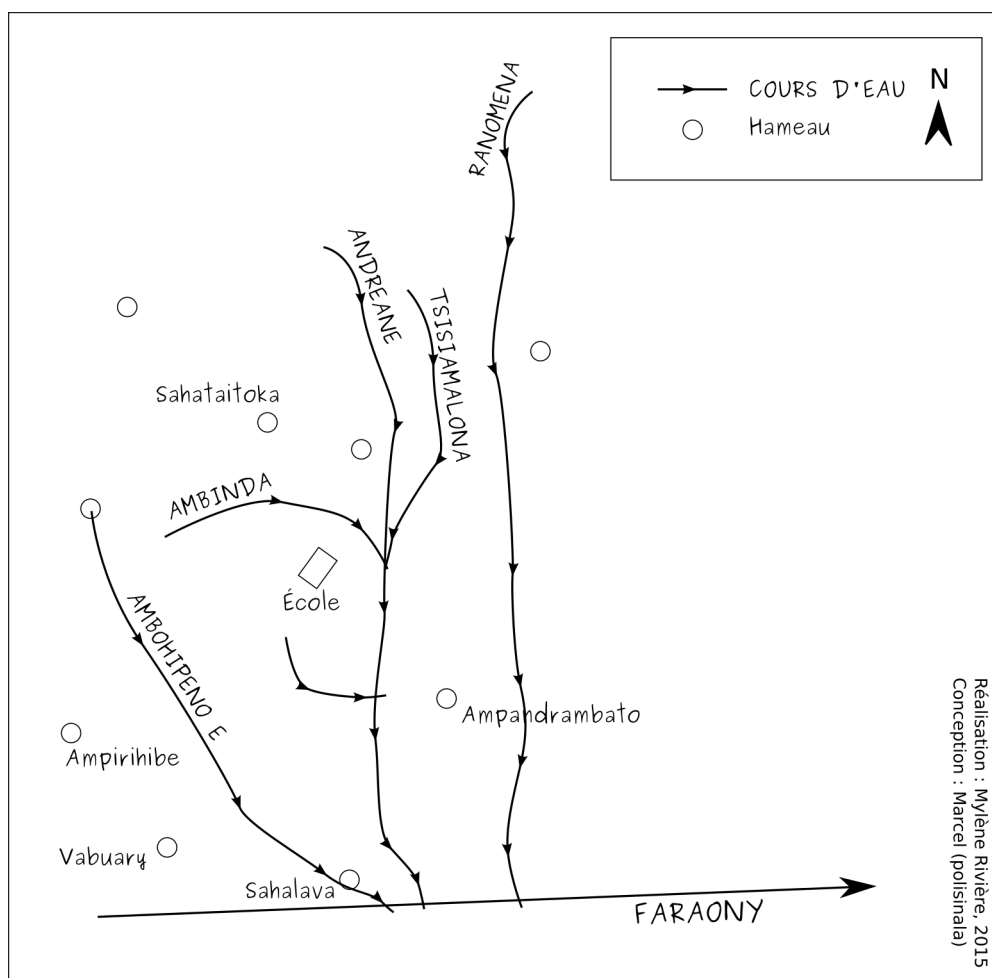 RANOMENA
COURS D'EAU
N
Hameau
ANDREANE
TSISIAMALONA
Sahataitoka
AMBINDA
École
AMBOHIPENO E
Ampandrambato
Ampirihibe
Vabuary
Sahalava
FARAONY
Réalisation : Mylène Rivière, 2015
Conception : Marcel (polisinala)